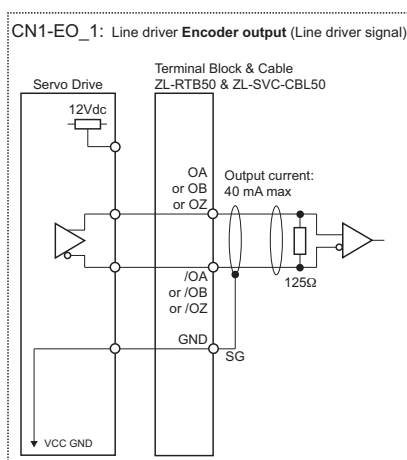 CN1-EO_1: Line driver Encoder output (Line driver signal)
Terminal Block & Cable
Servo Drive ZL-RTB50 & ZL-SVC-CBL50
12Vdc
OA
or OB
or OZ
Output current:
40 mA max
/OA
or /OB
or /OZ
125Ω
GND
SG
VCC GND